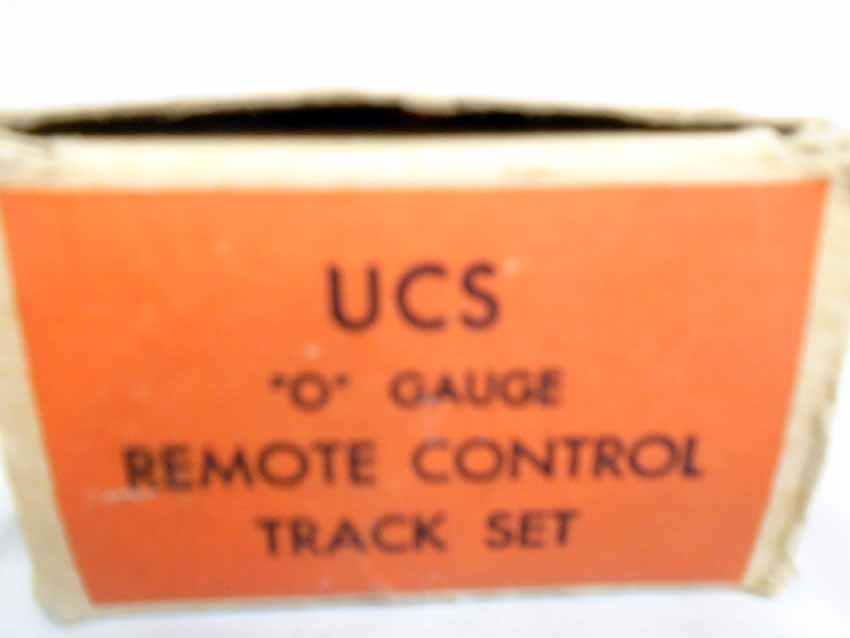 UCS
"O" GAUGE
REMOTE CONTROL
TRACK SET